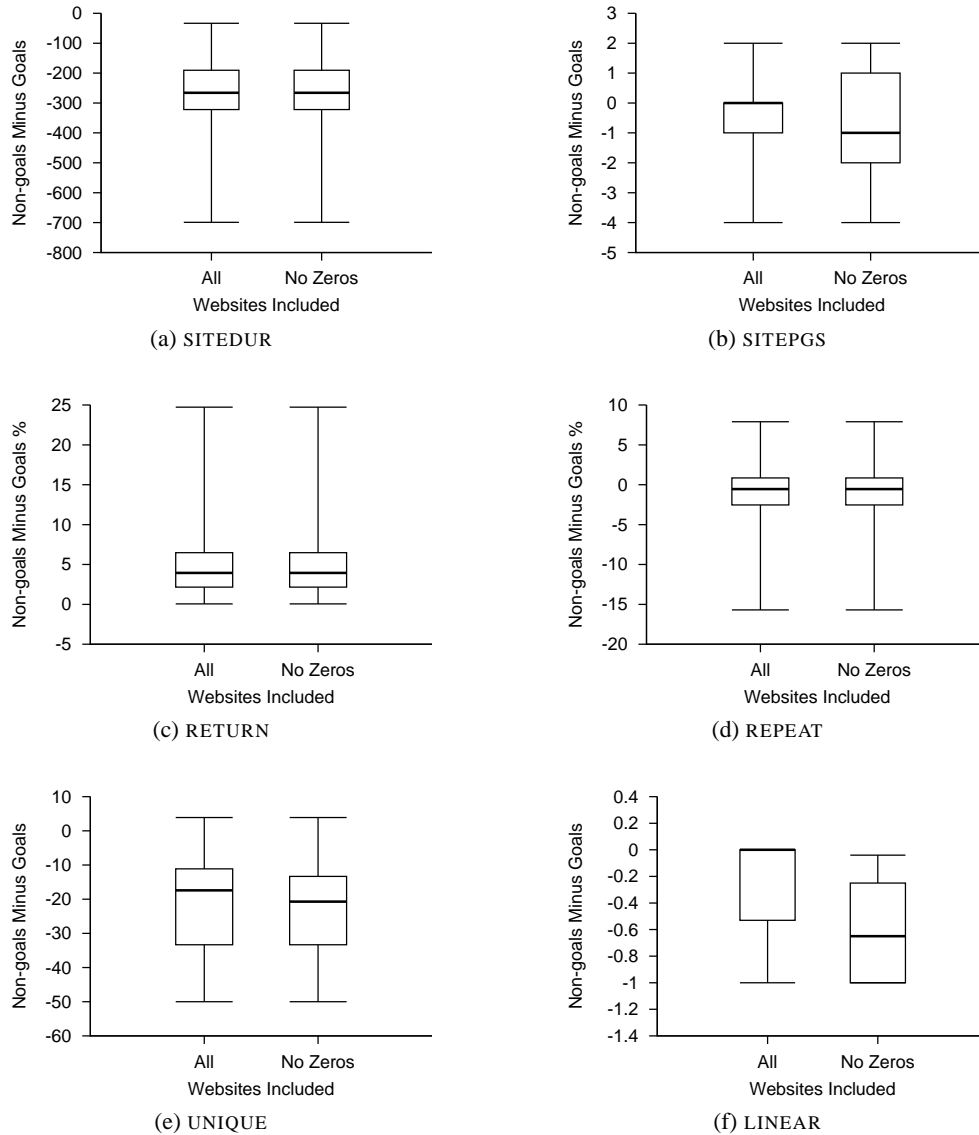 Non-goals Minus Goals
0
-100
-200
-300
-400
-500
-600
-700
-800
All No Zeros
Websites Included
(a) SITEDUR
Non-goals Minus Goals
3
2
1
0
-1
-2
-3
-4
-5
All No Zeros
Websites Included
(b) SITEPGS
Non-goals Minus Goals %
25
20
15
10
5
0
-5
All No Zeros
Websites Included
(c) RETURN
Non-goals Minus Goals %
10
5
0
-5
-10
-15
-20
All No Zeros
Websites Included
(d) REPEAT
Non-goals Minus Goals
10
0
-10
-20
-30
-40
-50
-60
All No Zeros
Websites Included
(e) UNIQUE
Non-goals Minus Goals
0.4
0.2
0
-0.2
-0.4
-0.6
-0.8
-1
-1.2
-1.4
All No Zeros
Websites Included
(f) LINEAR